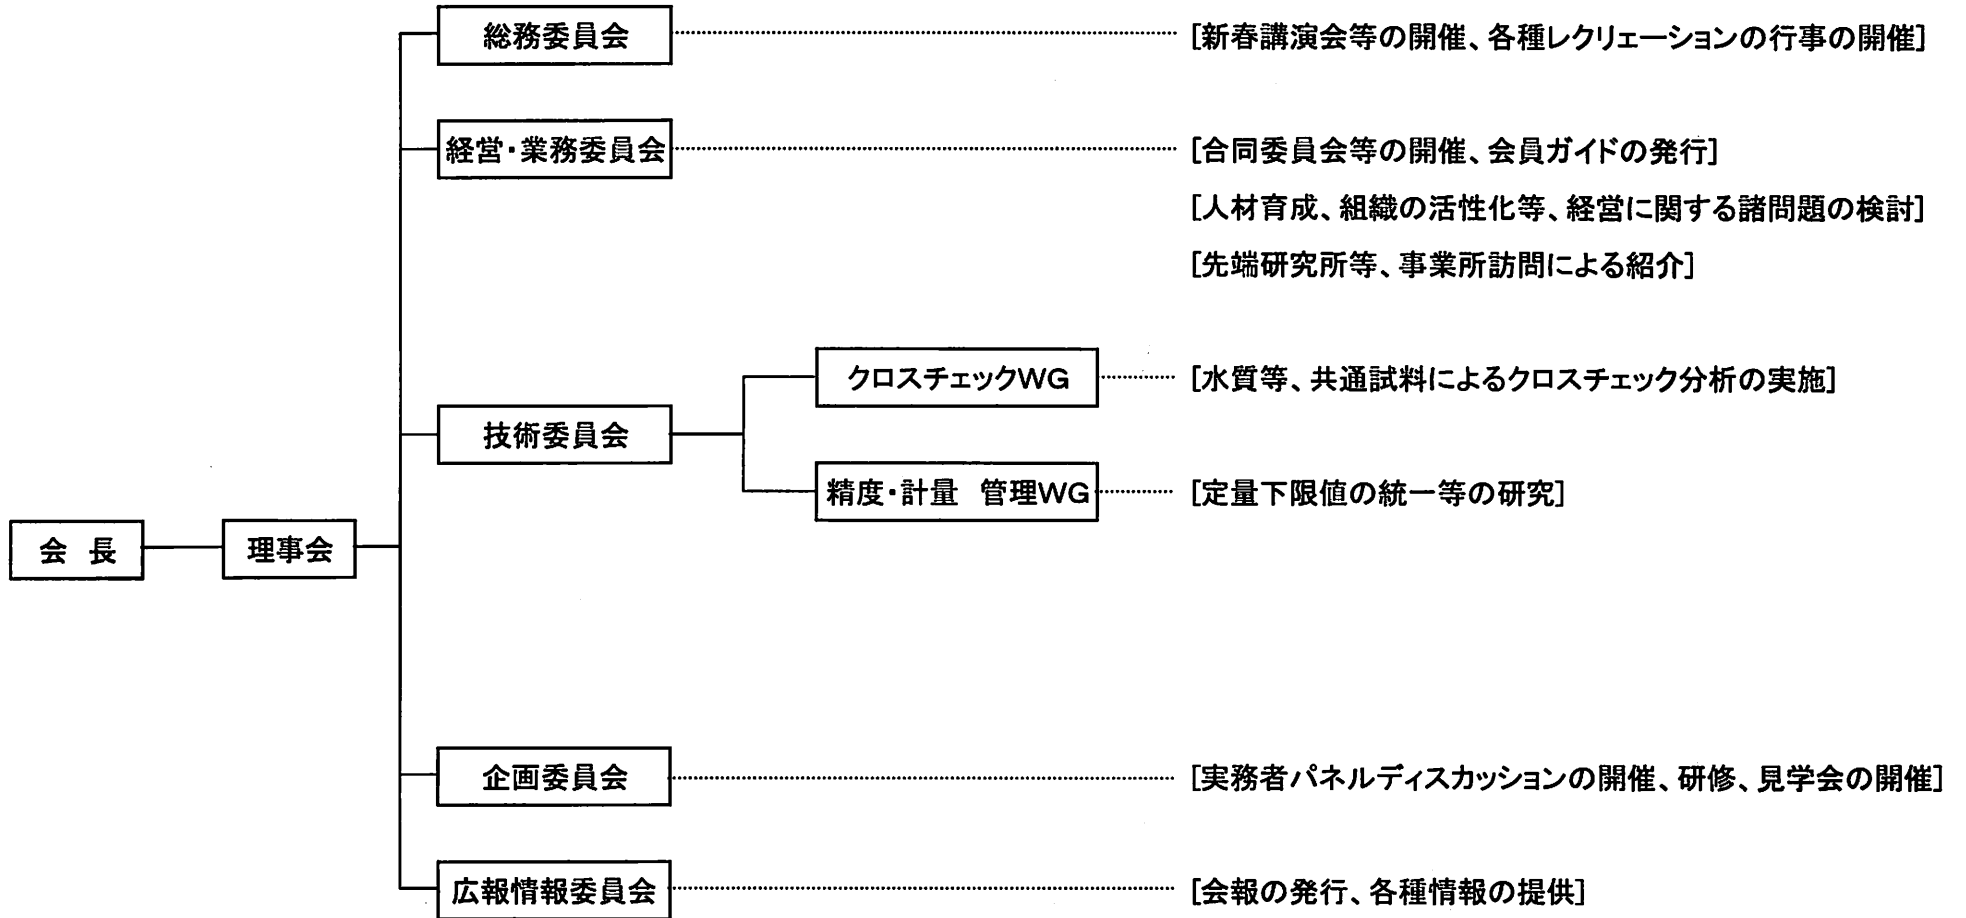 総務委員会
[新春講演会等の開催、各種レクリェーションの行事の開催]
経営・業務委員会
[合同委員会等の開催、会員ガイドの発行]
[人材育成、組織の活性化等、経営に関する諸問題の検討]
[先端研究所等、事業所訪問による紹介]
クロスチェックWG
[水質等、共通試料によるクロスチェック分析の実施]
技術委員会
精度・計量　管理WG
[定量下限値の統一等の研究]
会　長
理事会
企画委員会
[実務者パネルディスカッションの開催、研修、見学会の開催]
広報情報委員会
[会報の発行、各種情報の提供]